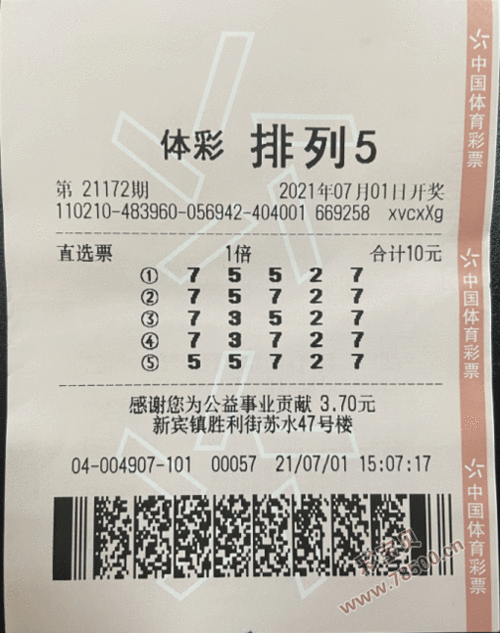 体彩 排列5
第 21172期 2021年07月01日开奖
110210-483960-056942-404001 669258 xvcxXg
直选票 1倍 合计10元
① 7 5 5 2 7
② 7 5 7 2 7
③ 7 3 5 2 7
④ 7 3 7 2 7
⑤ 5 5 7 2 7
感谢您为公益事业贡献 3.70元
新宾镇胜利街苏水47号楼
04-004907-101 00057 21/07/01 15:07:17
中国体育彩票
中国体育彩票
中国体育彩票
www.78500.cn